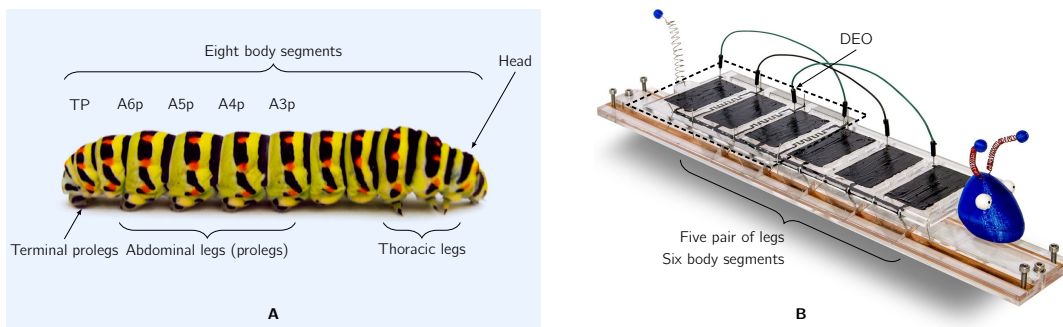 Eight body segments
Head
TP
A6p
A5p
A4p
A3p
Terminal prolegs
Abdominal legs (prolegs)
Thoracic legs
A
DEO
Five pair of legs
Six body segments
B